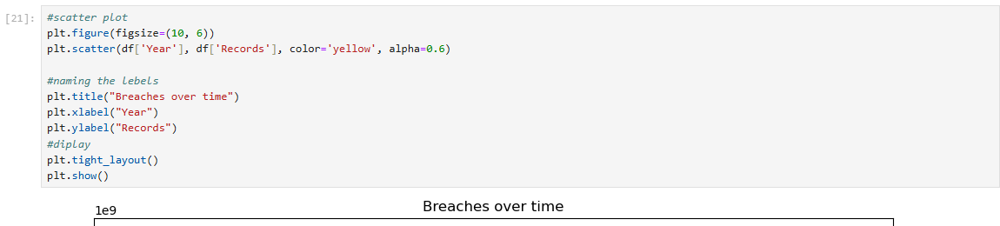 [21]: #scatter plot
plt.figure(figsize=(10, 6))
plt.scatter(df['Year'], df['Records'], color='yellow', alpha=0.6)
#naming the lebels
plt.title("Breaches over time")
plt.xlabel("Year")
plt.ylabel("Records")
#diplay
plt.tight_layout()
plt.show()
Breaches over time
1e9